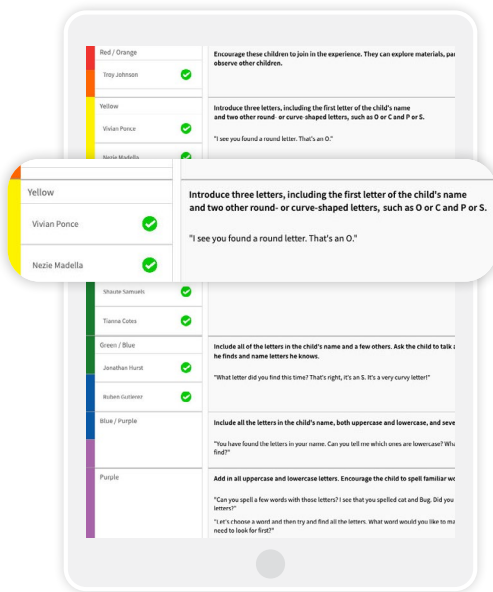 Red / Orange
Encourage these children to join in the experience. They can explore materials,
observe other children.
Troy Johnson
Yellow
Introduce three letters, including the first letter of the child's name
and two other round- or curve-shaped letters, such as O or C and P or S.
Vivian Ponce
"I see you found a round letter. That's an O."
Nezie Madella
Yellow
Introduce three letters, including the first letter of the child's name
and two other round- or curve-shaped letters, such as O or C and P or S.
Vivian Ponce
"I see you found a round letter. That's an O."
Nezie Madella
Shaute Samuels
Tianna Cotes
Green / Blue
Include all of the letters in the child's name and a few others. Ask the child to talk
he finds and name letters he knows.
Jonathan Hurst
"What letter did you find this time? That's right, it's an S. It's a very curvy letter!"
Ruben Gutierer
Blue / Purple
Include all the letters in the child's name, both uppercase and lowercase, and
"You have found the letters in your name. Can you tell me which ones are lowercase?
find?"
Purple
Add in all uppercase and lowercase letters. Encourage the child to spell familiar
"Can you spell a few words with those letters? I see that you spelled cat and Bug. Did you
letters?"
"Let's choose a word and then try and find all the letters. What word would you like to
need to look for first?"